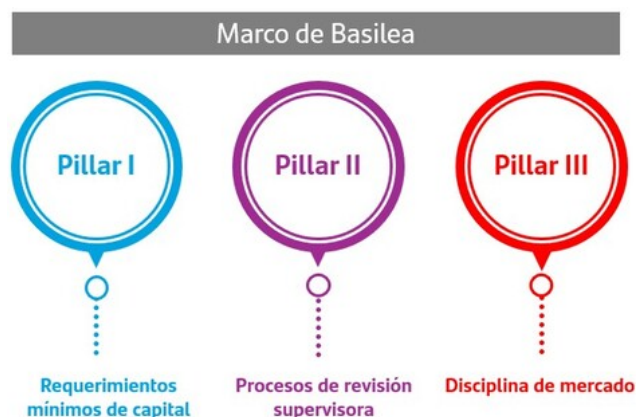 Marco de Basilea
Pillar I
Pillar II
Pillar III
Requerimientos
mínimos de capital
Procesos de revisión
supervisora
Disciplina de mercado